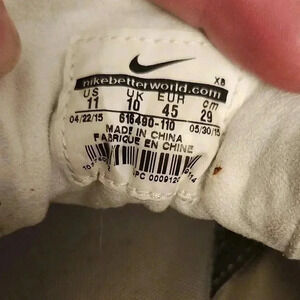 XB
nikebetterworld.com
US UK EUR cm
11 10 45 29
04/22/15 616490-110 05/30/15
MADE IN CHINA
FABRIQUÉ EN CHINE